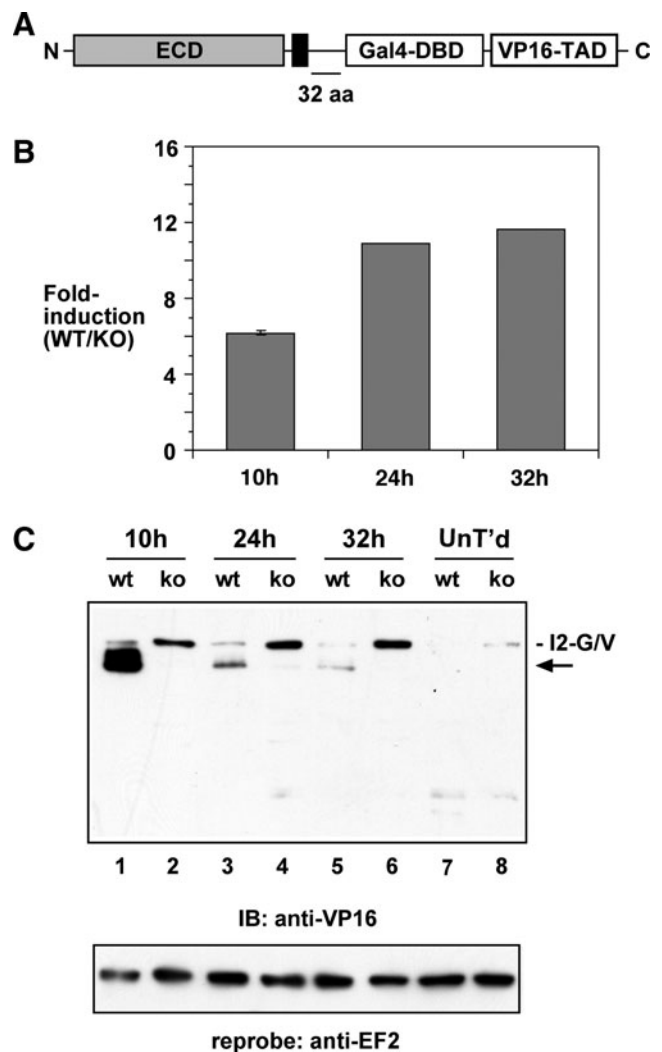 A
N ECD Gal4-DBD VP16-TAD C
32 aa
B
16
12
8
4
0
Fold-
induction
(WT/KO)
10h 24h 32h
C
10h 24h 32h UnT'd
wt ko wt ko wt ko wt ko
- I2-G/V
1 2 3 4 5 6 7 8
IB: anti-VP16
reprobe: anti-EF2